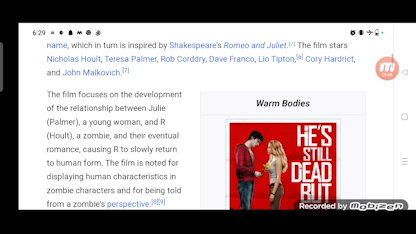 6:29
name, which in turn is inspired by Shakespeare's Romeo and Juliet.[7] The film stars
Nicholas Hoult, Teresa Palmer, Rob Corddry, Dave Franco, Lio Tipton,[a] Cory Hardrict,
and John Malkovich.[7]
The film focuses on the development
of the relationship between Julie
(Palmer), a young woman, and R
(Hoult), a zombie, and their eventual
romance, causing R to slowly return
to human form. The film is noted for
displaying human characteristics in
zombie characters and for being told
from a zombie's perspective.[8][9]
Warm Bodies
HE'S
STILL
DEAD
BUT
Recorded by MOBIZEN